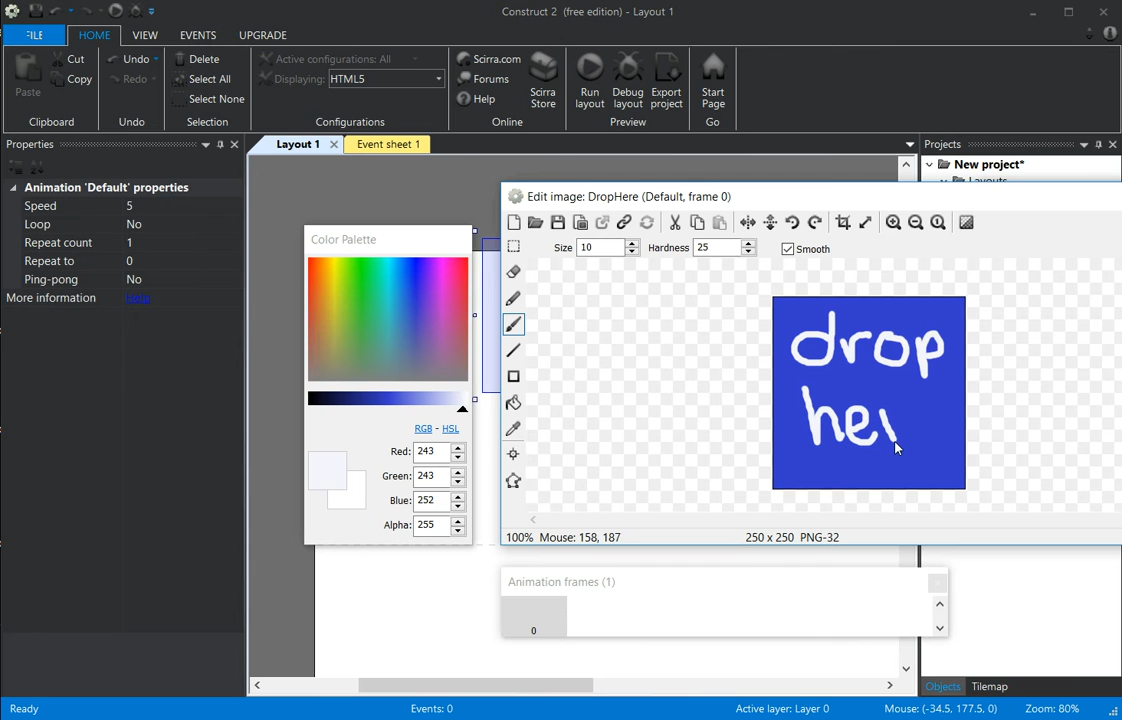 Construct 2 (free edition) - Layout 1
FILE HOME VIEW EVENTS UPGRADE
Paste Cut Copy Clipboard
Undo Redo Undo
Delete Select All Select None Selection
Active configurations: All
Displaying: HTML5
Configurations
Scirra.com Forums Help Scirra Store Online
Run layout Debug layout Export project Preview
Start Page Go
Properties
Layout 1 Event sheet 1
Projects
New project*
Layouts
Animation 'Default' properties
Speed 5
Loop No
Repeat count 1
Repeat to 0
Ping-pong No
More information Help
Edit image: DropHere (Default, frame 0)
Size 10 Hardness 25 Smooth
Color Palette
RGB - HSL
Red: 243
Green: 243
Blue: 252
Alpha: 255
drop
he
100% Mouse: 158, 187 250 x 250 PNG-32
Animation frames (1)
0
Objects Tilemap
Ready Events: 0 Active layer: Layer 0 Mouse: (-34.5, 177.5, 0) Zoom: 80%